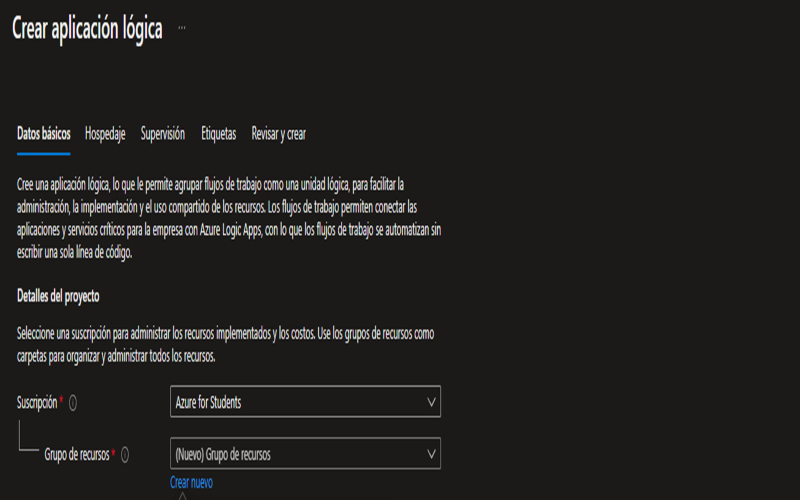 Crear aplicación lógica ...
Datos básicos Hospedaje Supervisión Etiquetas Revisar y crear
Cree una aplicación lógica, lo que le permite agrupar flujos de trabajo como una unidad lógica, para facilitar la
administración, la implementación y el uso compartido de los recursos. Los flujos de trabajo permiten conectar las
aplicaciones y servicios críticos para la empresa con Azure Logic Apps, con lo que los flujos de trabajo se automatizan sin
escribir una sola línea de código.
Detalles del proyecto
Seleccione una suscripción para administrar los recursos implementados y los costos. Use los grupos de recursos como
carpetas para organizar y administrar todos los recursos.
Suscripción * Azure for Students
Grupo de recursos * (Nuevo) Grupo de recursos
Crear nuevo